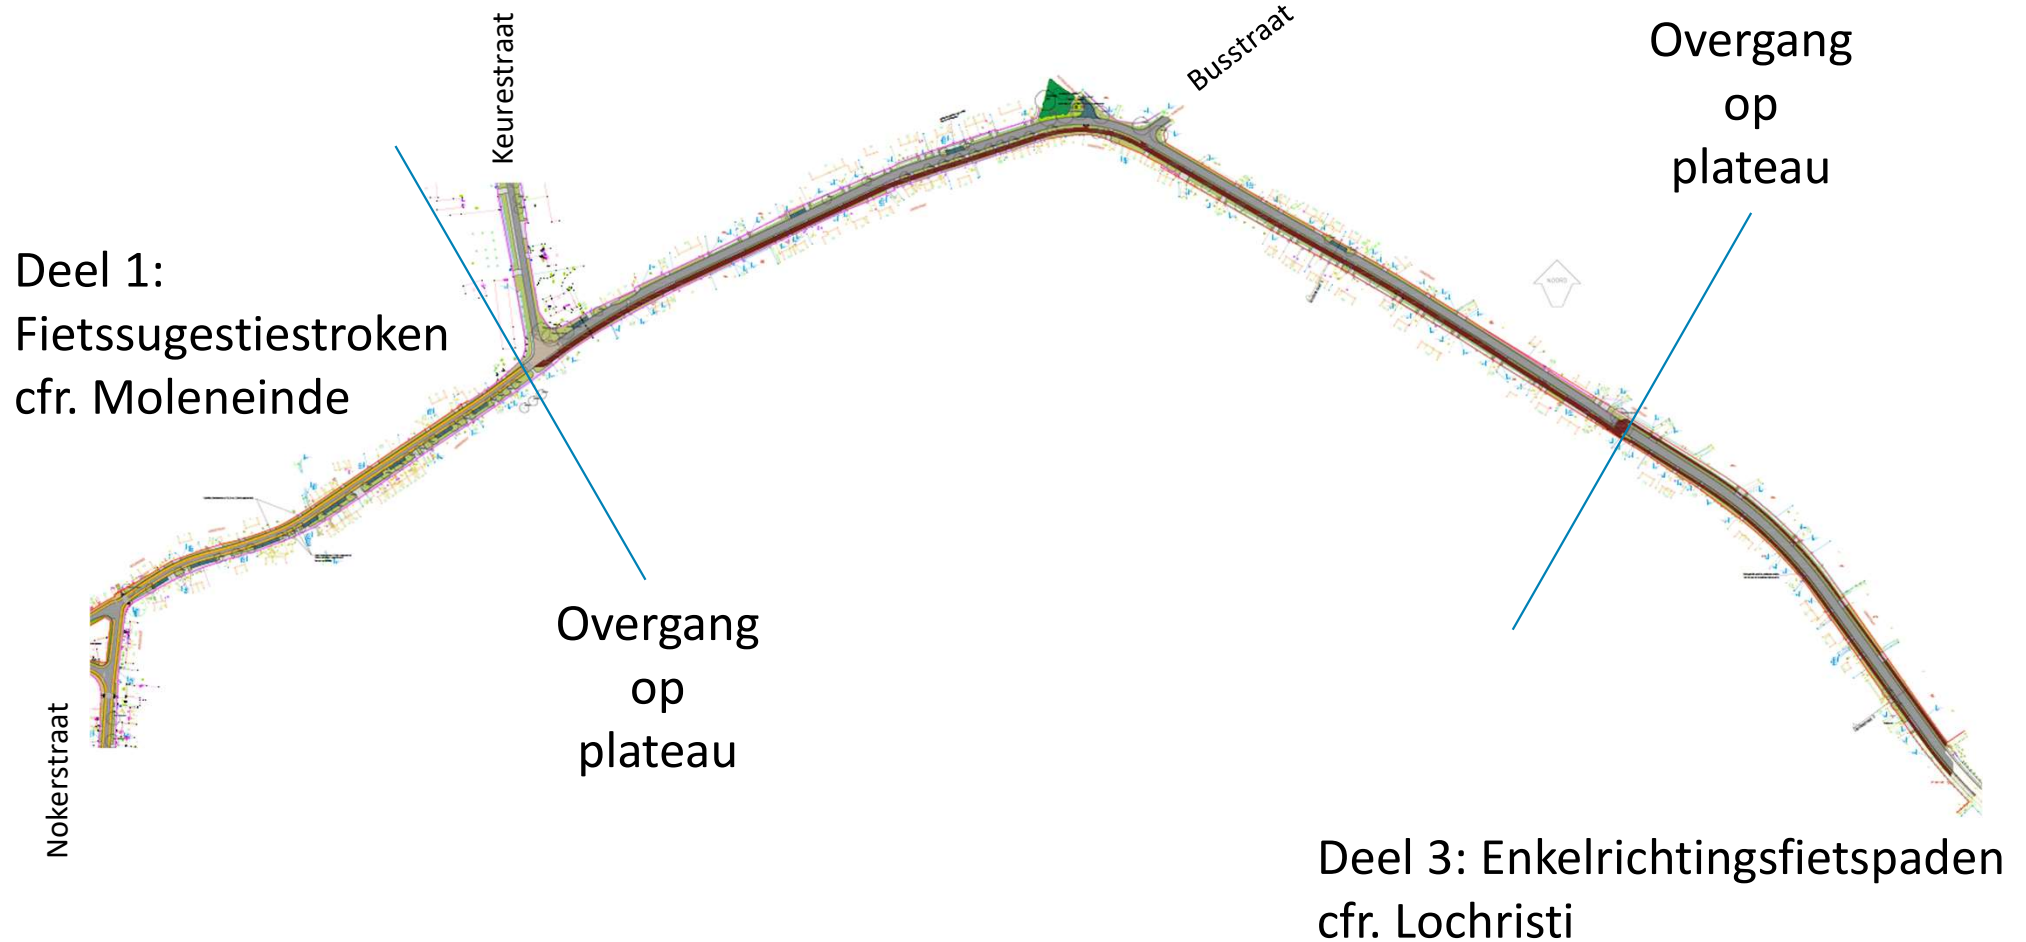 Keurestraat
Busstraat
Overgang
op
plateau
Deel 1:
Fietssugestiestroken
cfr. Moleneinde
NOORD
Overgang
op
plateau
Nokerstraat
Deel 3: Enkelrichtingsfietspaden
cfr. Lochristi